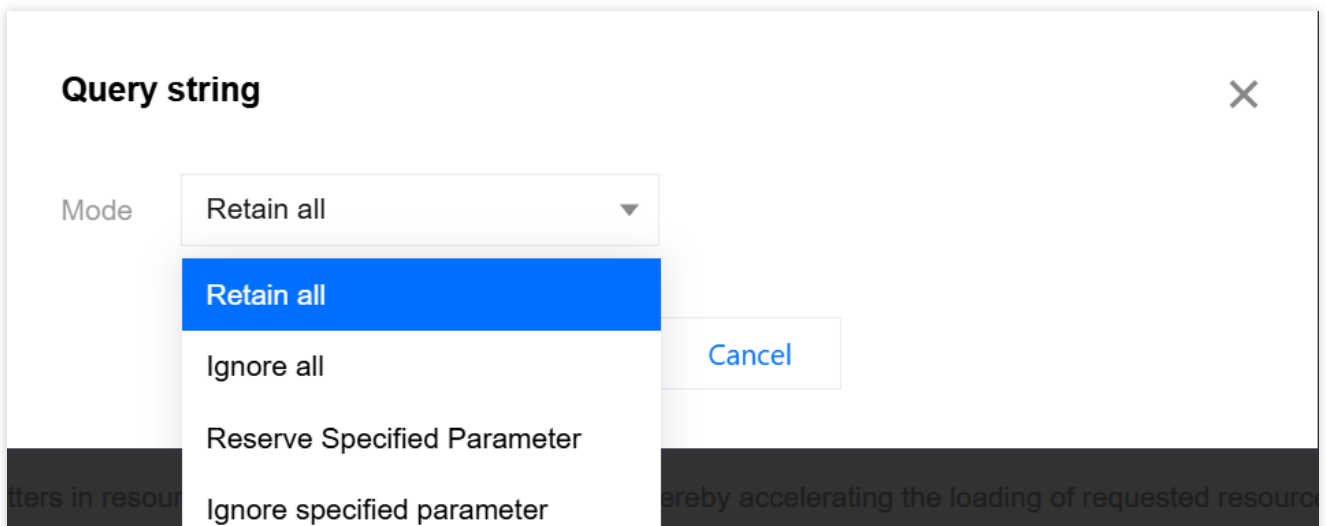 Query string
Mode
Retain all
Retain all
Ignore all
Cancel
Reserve Specified Parameter
tters in resour
ereby accelerating the loading of requested resourc
Ignore specified parameter